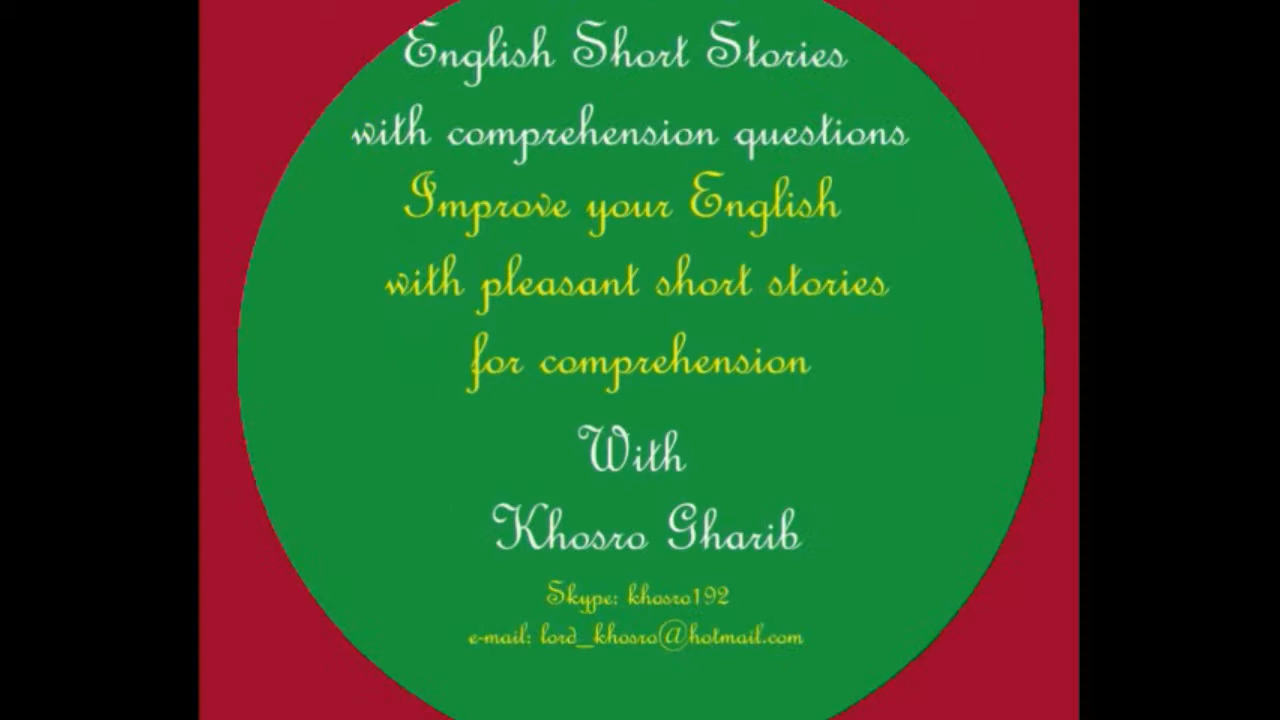 English Short Stories
with comprehension questions
Improve your English
with pleasant short stories
for comprehension
With
Khosro Gharib
Skype: khosro192
e-mail: lord_khosro@hotmail.com